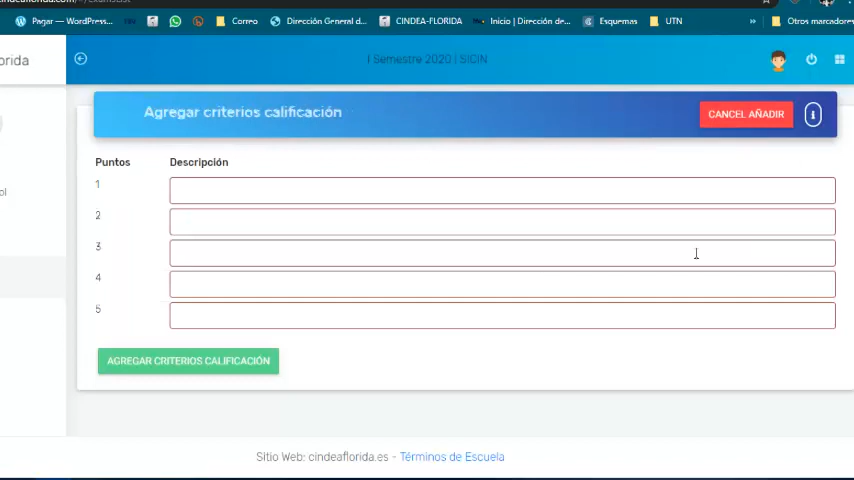 Pagar — WordPress...
Correo
Dirección General d...
CINDEA-FLORIDA
Inicio | Dirección de...
Esquemas
UTN
»
Otros marcadores
orida
I Semestre 2020 | SICIN
Agregar criterios calificación
CANCEL AÑADIR
Puntos
Descripción
1
2
3
4
5
ol
AGREGAR CRITERIOS CALIFICACIÓN
Sitio Web: cindeaflorida.es - Términos de Escuela